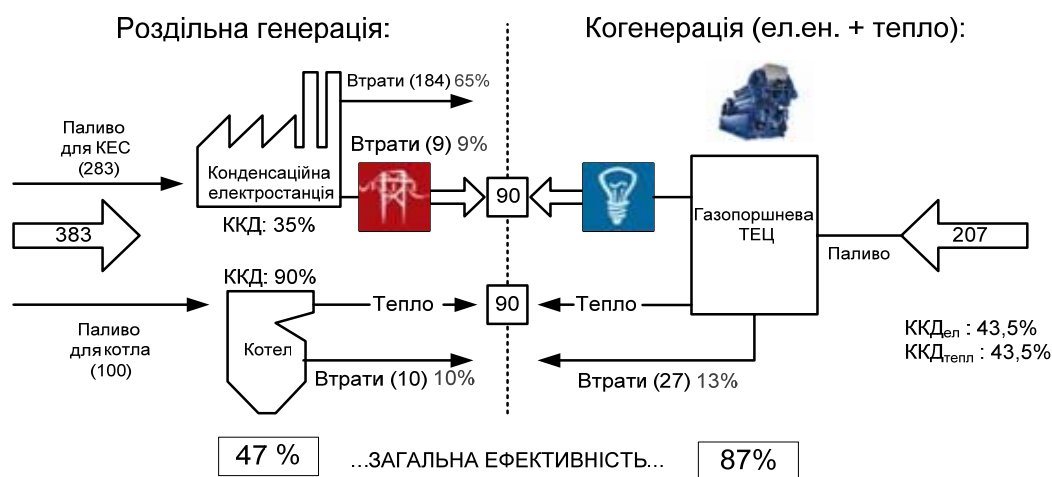 Роздільна генерація:
Когенерація (ел.ен. + тепло):
Втрати (184) 65%
Паливо
для КЕС
(283)
Втрати (9) 9%
Конденсаційна
електростанція
ККД: 35%
90
Газопоршнева
ТЕЦ
383
207
Паливо
ККД: 90%
Тепло
90
Тепло
Паливо
для котла
(100)
Котел
Втрати (10) 10%
Втрати (27) 13%
ККДел : 43,5%
ККДтепл : 43,5%
47 %
...ЗАГАЛЬНА ЕФЕКТИВНІСТЬ...
87%